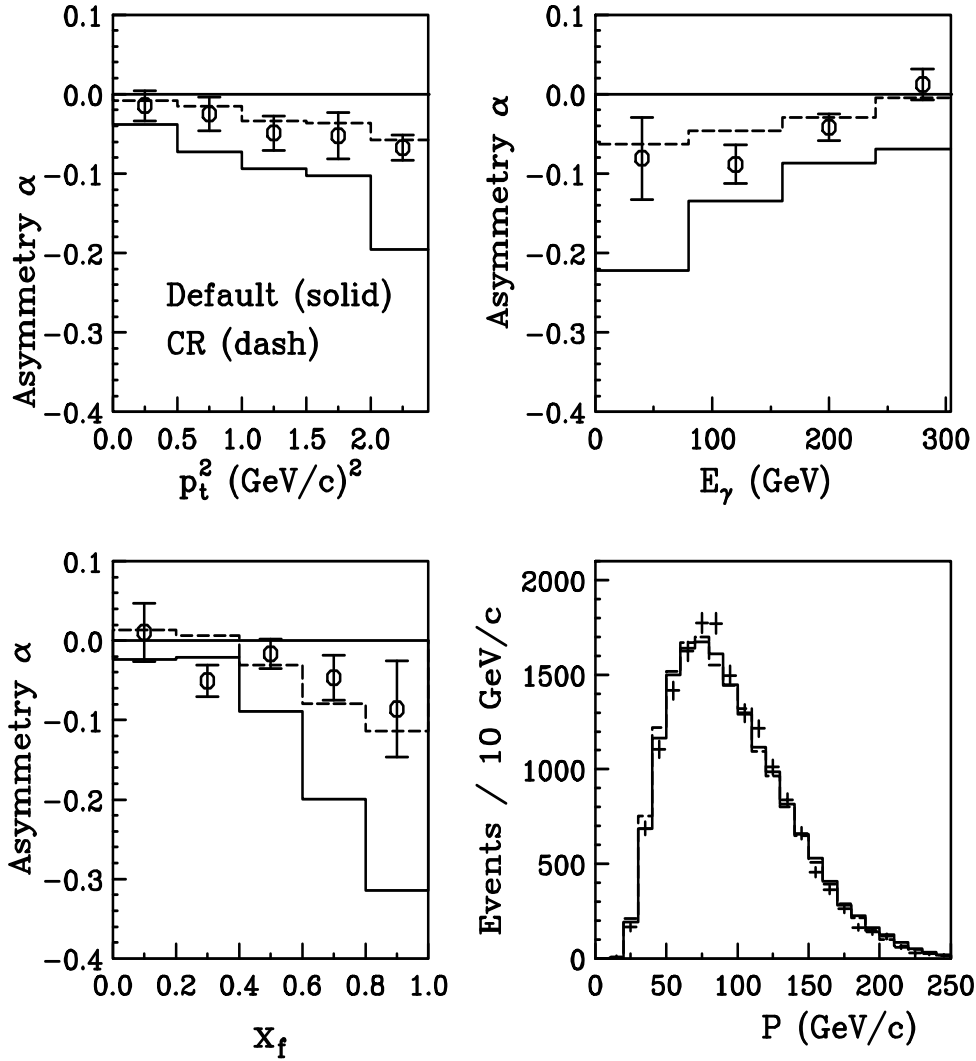 0.1
0.0
-0.1
-0.2
-0.3
-0.4
Asymmetry α
Default (solid)
CR (dash)
0.0 0.5 1.0 1.5 2.0
p_t^2 (GeV/c)^2
0.1
0.0
-0.1
-0.2
-0.3
-0.4
Asymmetry α
0 100 200 300
E_γ (GeV)
0.1
0.0
-0.1
-0.2
-0.3
-0.4
Asymmetry α
0.0 0.2 0.4 0.6 0.8 1.0
x_f
2000
1500
1000
500
0
Events / 10 GeV/c
0 50 100 150 200 250
P (GeV/c)